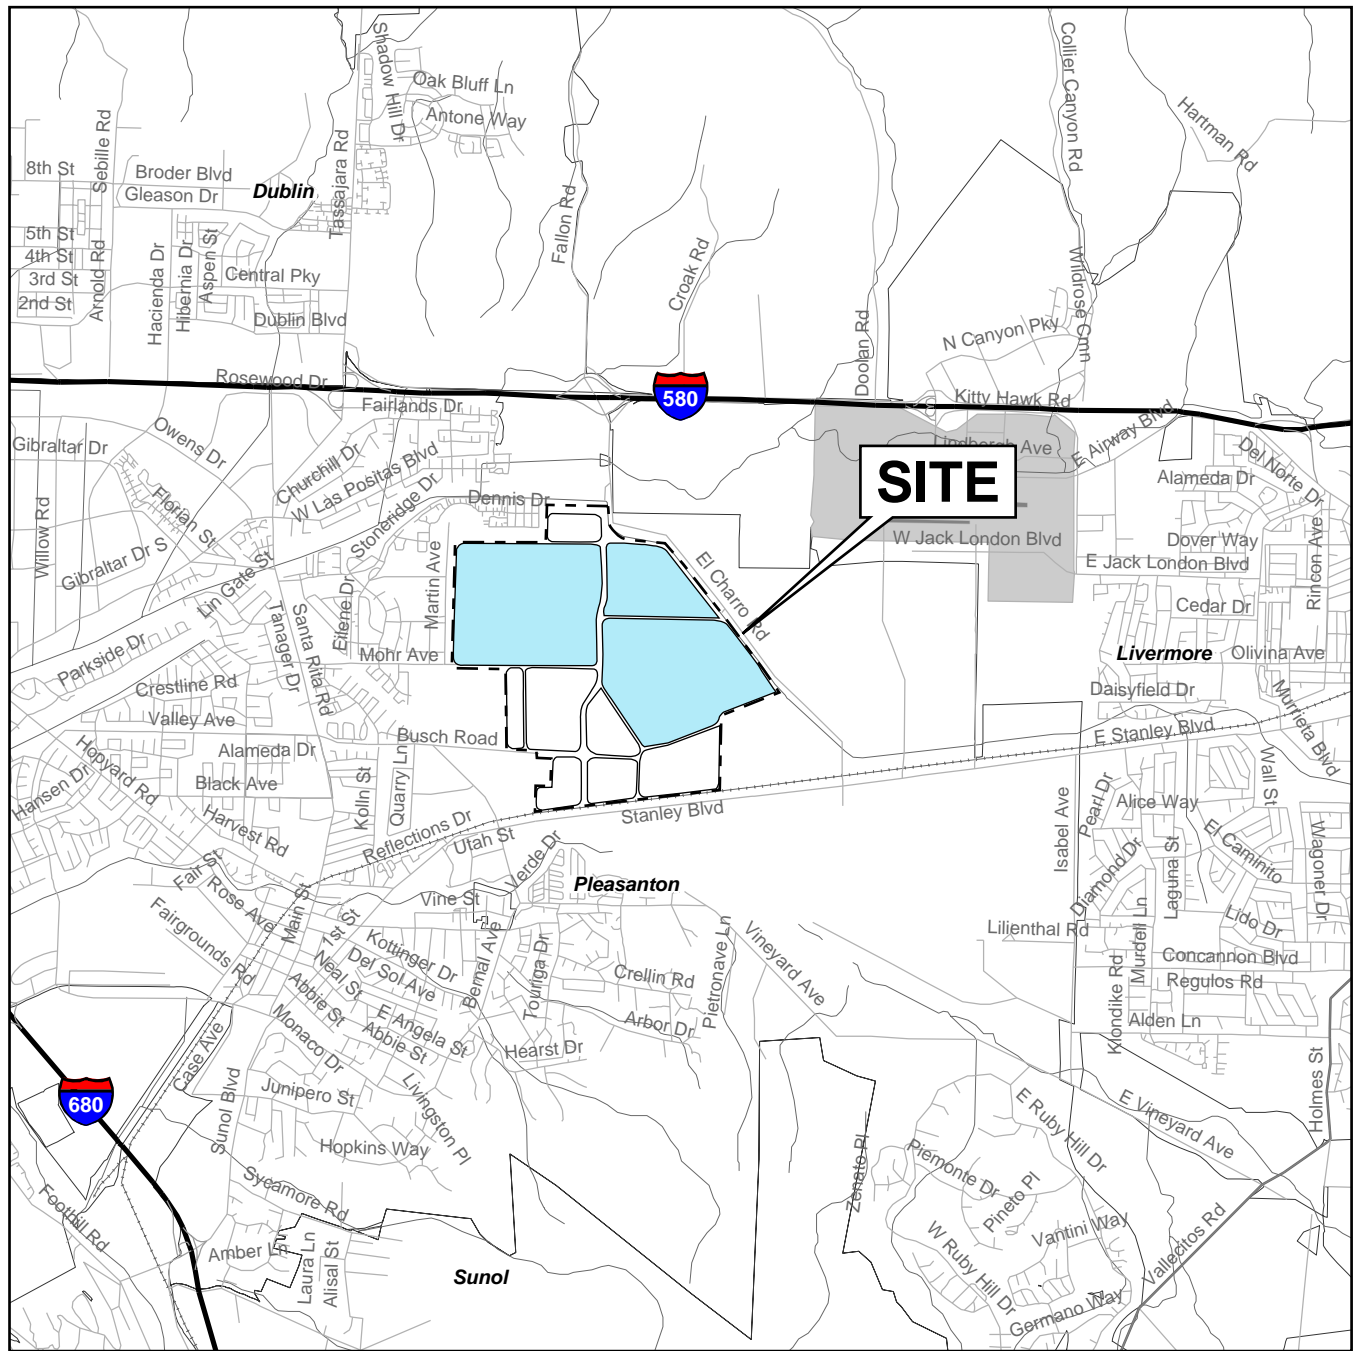 Shadow Hill Dr
Oak Bluff Ln
Antone Way
Collier Canyon Rd
Hartman Rd
Sebille Rd
8th St
Broder Blvd
Gleason Dr
Dublin
Tassajara Rd
Fallon Rd
5th St
4th St
3rd St
2nd St
Arnold Rd
Hacienda Dr
Hibernia Dr
Aspen St
Central Pky
Dublin Blvd
Croak Rd
Doolan Rd
Wildrose Cmn
N Canyon Pky
Rosewood Dr
580
Kitty Hawk Rd
Fairlands Dr
Gibraltar Dr
Owens Dr
Churchill Dr
W Las Positas Blvd
Lindbergh Ave
E Airway Blvd
Del Norte Dr
SITE
Alameda Dr
Willow Rd
Florian St
Stoneridge Dr
Dennis Dr
Gibraltar Dr S
Lin Gate St
Martin Ave
El Charro Rd
W Jack London Blvd
Dover Way
E Jack London Blvd
Rincon Ave
Tanager Dr
Santa Rita Rd
Eilene Dr
Cedar Dr
Parkside Dr
Mohr Ave
Livermore
Olivina Ave
Crestline Rd
Daisyfield Dr
Murrieta Blvd
Valley Ave
Busch Road
E Stanley Blvd
Hopyard Rd
Alameda Dr
Hansen Dr
Black Ave
Kolln St
Quarry Ln
Wall St
Stanley Blvd
Isabel Ave
Pearl Dr
Alice Way
Harvest Rd
Reflections Dr
Utah St
El Caminito
Wagoner Dr
Diamond Dr
Laguna St
Verde Dr
Fair St
Rose Ave
Pleasanton
Vine St
Main St
Fairgrounds Rd
1st St
Kottinger Dr
Lilienthal Rd
Murdell Ln
Lido Dr
Neal St
Del Sol Ave
Bernal Ave
Touriga Dr
Crellin Rd
Pietronave Ln
Vineyard Ave
Klondike Rd
Concannon Blvd
Regulos Rd
Abbie St
E Angela St
Abbie St
Arbor Dr
Alden Ln
Case Ave
Monaco Dr
Hearst Dr
680
Junipero St
Livingston Pl
Sunol Blvd
Hopkins Way
E Ruby Hill Dr
E Vineyard Ave
Holmes St
Zenato Pl
Piemonte Dr
Pineto Pl
Foothill Rd
Sycamore Rd
Vantini Way
Vallecitos Rd
Amber Ln
Laura Ln
Alisal St
Sunol
W Ruby Hill Dr
Germano Way